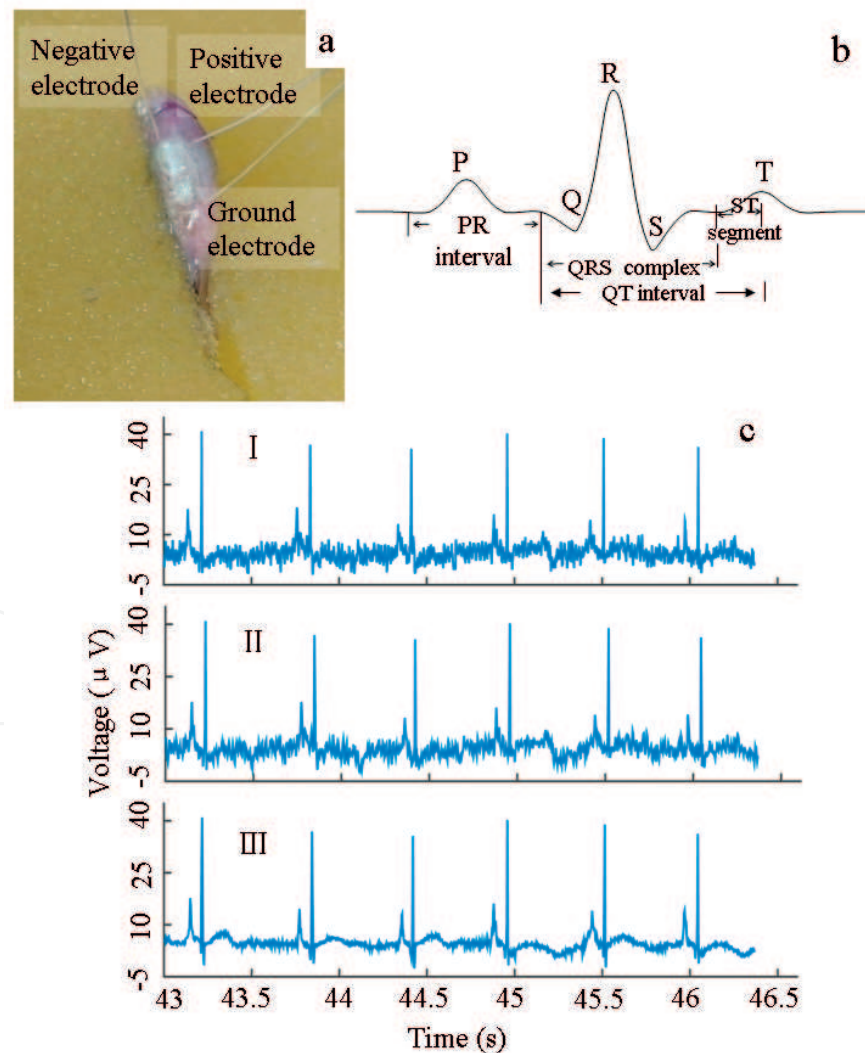 a
Negative
electrode
Positive
electrode
Ground
electrode
b
R
P
T
Q
S
PR
interval
ST
segment
QRS complex
QT interval
c
Voltage (μV)
I
40
25
10
-5
II
40
25
10
-5
III
40
25
10
-5
43 43.5 44 44.5 45 45.5 46 46.5
Time (s)